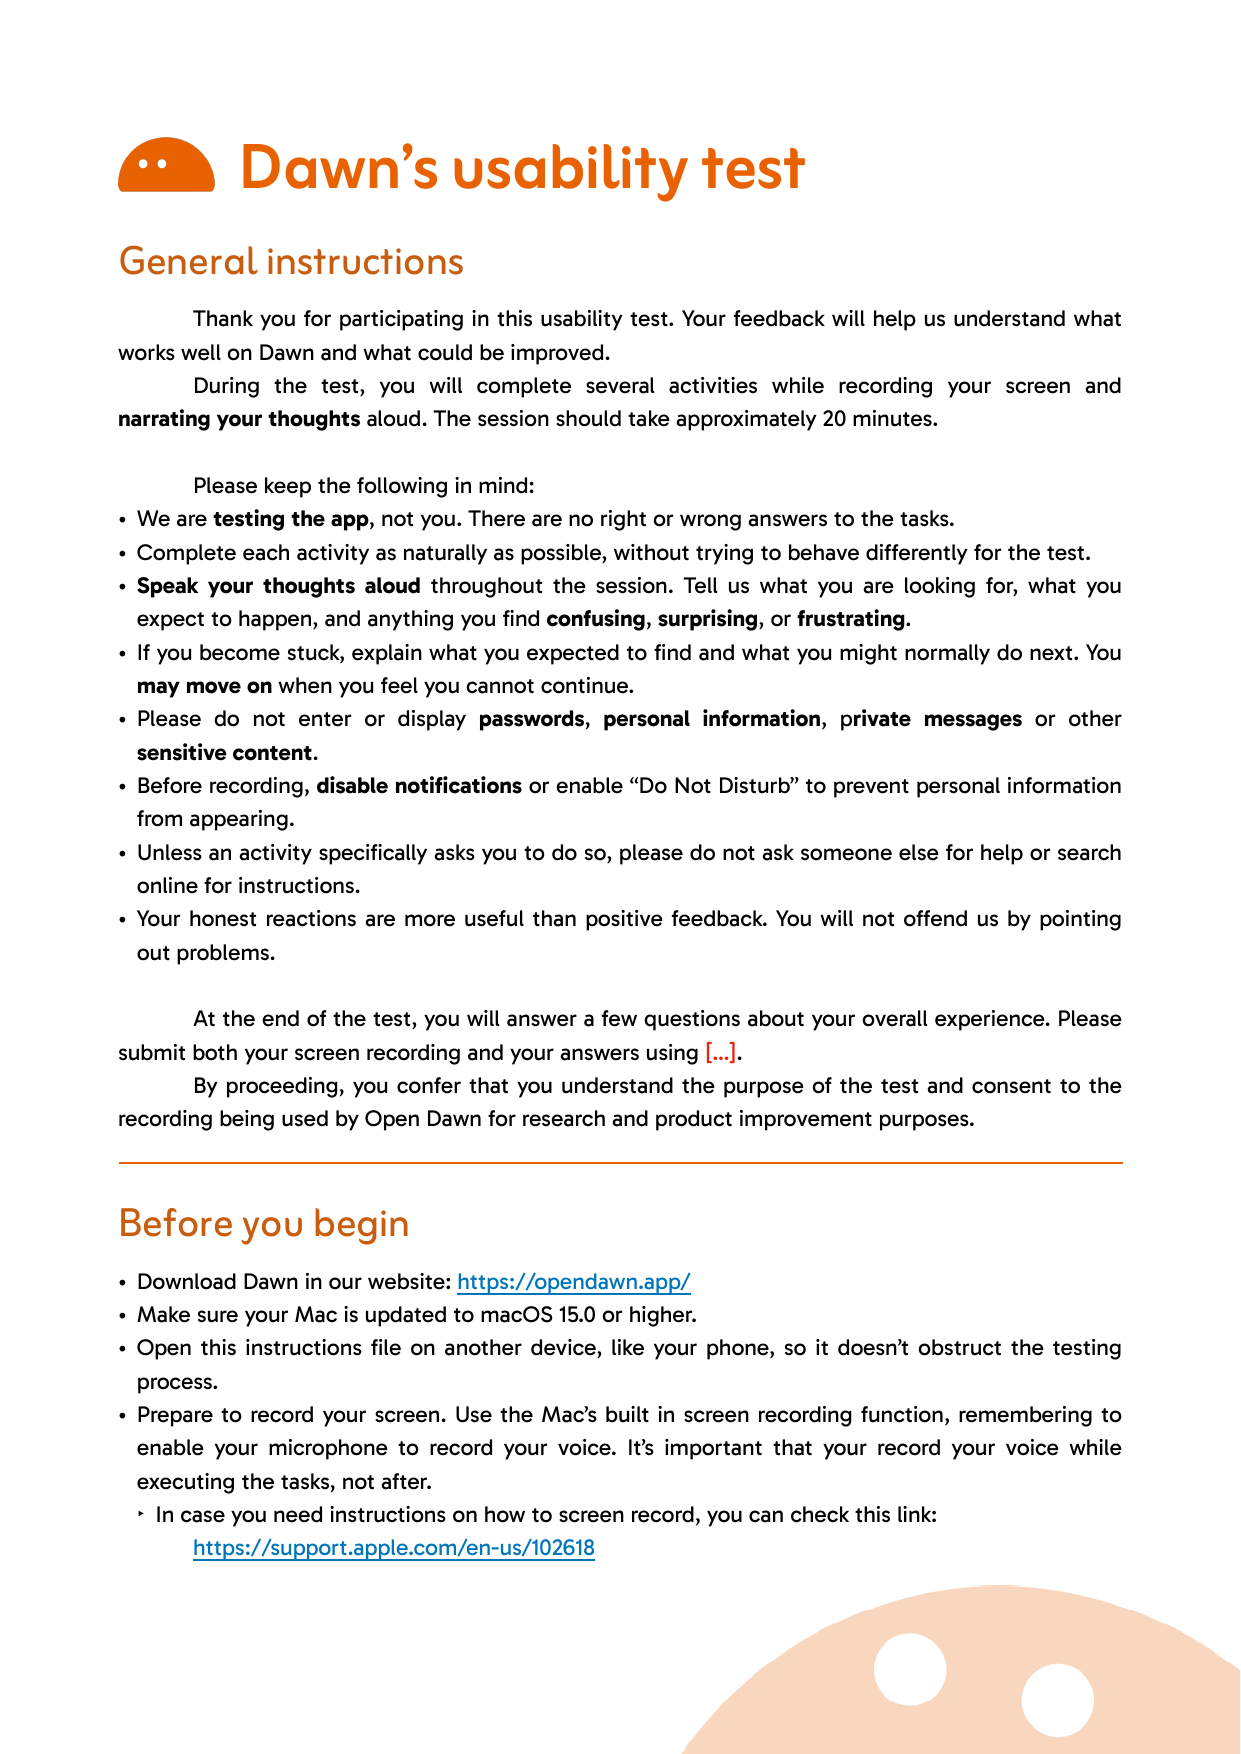 Dawn’s usability test
General instructions
Thank you for participating in this usability test. Your feedback will help us understand what
works well on Dawn and what could be improved.
During the test, you will complete several activities while recording your screen and
narrating your thoughts aloud. The session should take approximately 20 minutes.
Please keep the following in mind:
• We are testing the app, not you. There are no right or wrong answers to the tasks.
• Complete each activity as naturally as possible, without trying to behave differently for the test.
• Speak your thoughts aloud throughout the session. Tell us what you are looking for, what you
expect to happen, and anything you find confusing, surprising, or frustrating.
• If you become stuck, explain what you expected to find and what you might normally do next. You
may move on when you feel you cannot continue.
• Please do not enter or display passwords, personal information, private messages or other
sensitive content.
• Before recording, disable notifications or enable “Do Not Disturb” to prevent personal information
from appearing.
• Unless an activity specifically asks you to do so, please do not ask someone else for help or search
online for instructions.
• Your honest reactions are more useful than positive feedback. You will not offend us by pointing
out problems.
At the end of the test, you will answer a few questions about your overall experience. Please
submit both your screen recording and your answers using [...].
By proceeding, you confer that you understand the purpose of the test and consent to the
recording being used by Open Dawn for research and product improvement purposes.
Before you begin
• Download Dawn in our website: https://opendawn.app/
• Make sure your Mac is updated to macOS 15.0 or higher.
• Open this instructions file on another device, like your phone, so it doesn’t obstruct the testing
process.
• Prepare to record your screen. Use the Mac’s built in screen recording function, remembering to
enable your microphone to record your voice. It’s important that your record your voice while
executing the tasks, not after.
‣ In case you need instructions on how to screen record, you can check this link:
https://support.apple.com/en-us/102618